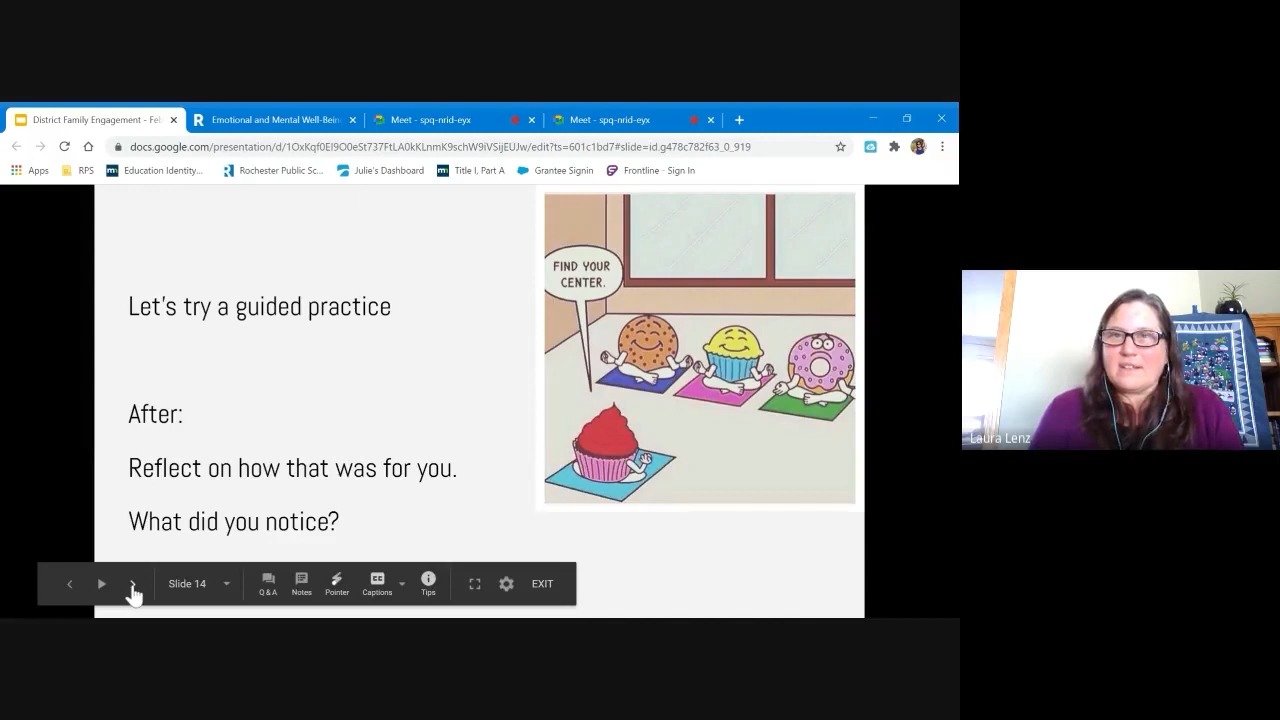 District Family Engagement - Feb
Emotional and Mental Well-Bein
Meet - spq-nrid-eyx
Meet - spq-nrid-eyx
docs.google.com/presentation/d/1OxKqf0EI9O0eSt737FtLA0kKLnmK9schW9iVSijEUJw/edit?ts=601c1bd7#slide=id.g478c782f63_0_919
Apps
RPS
Education Identity...
Rochester Public Sc...
Julie's Dashboard
Title I, Part A
Grantee Signin
Frontline - Sign In
FIND YOUR
CENTER.
Let's try a guided practice
After:
Reflect on how that was for you.
What did you notice?
Laura Lenz
Slide 14
Q & A
Notes
Pointer
Captions
Tips
EXIT